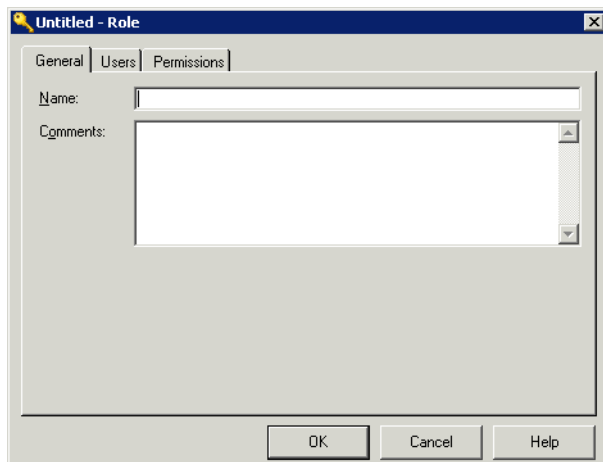 Untitled - Role
General Users Permissions
Name:
Comments:
OK Cancel Help